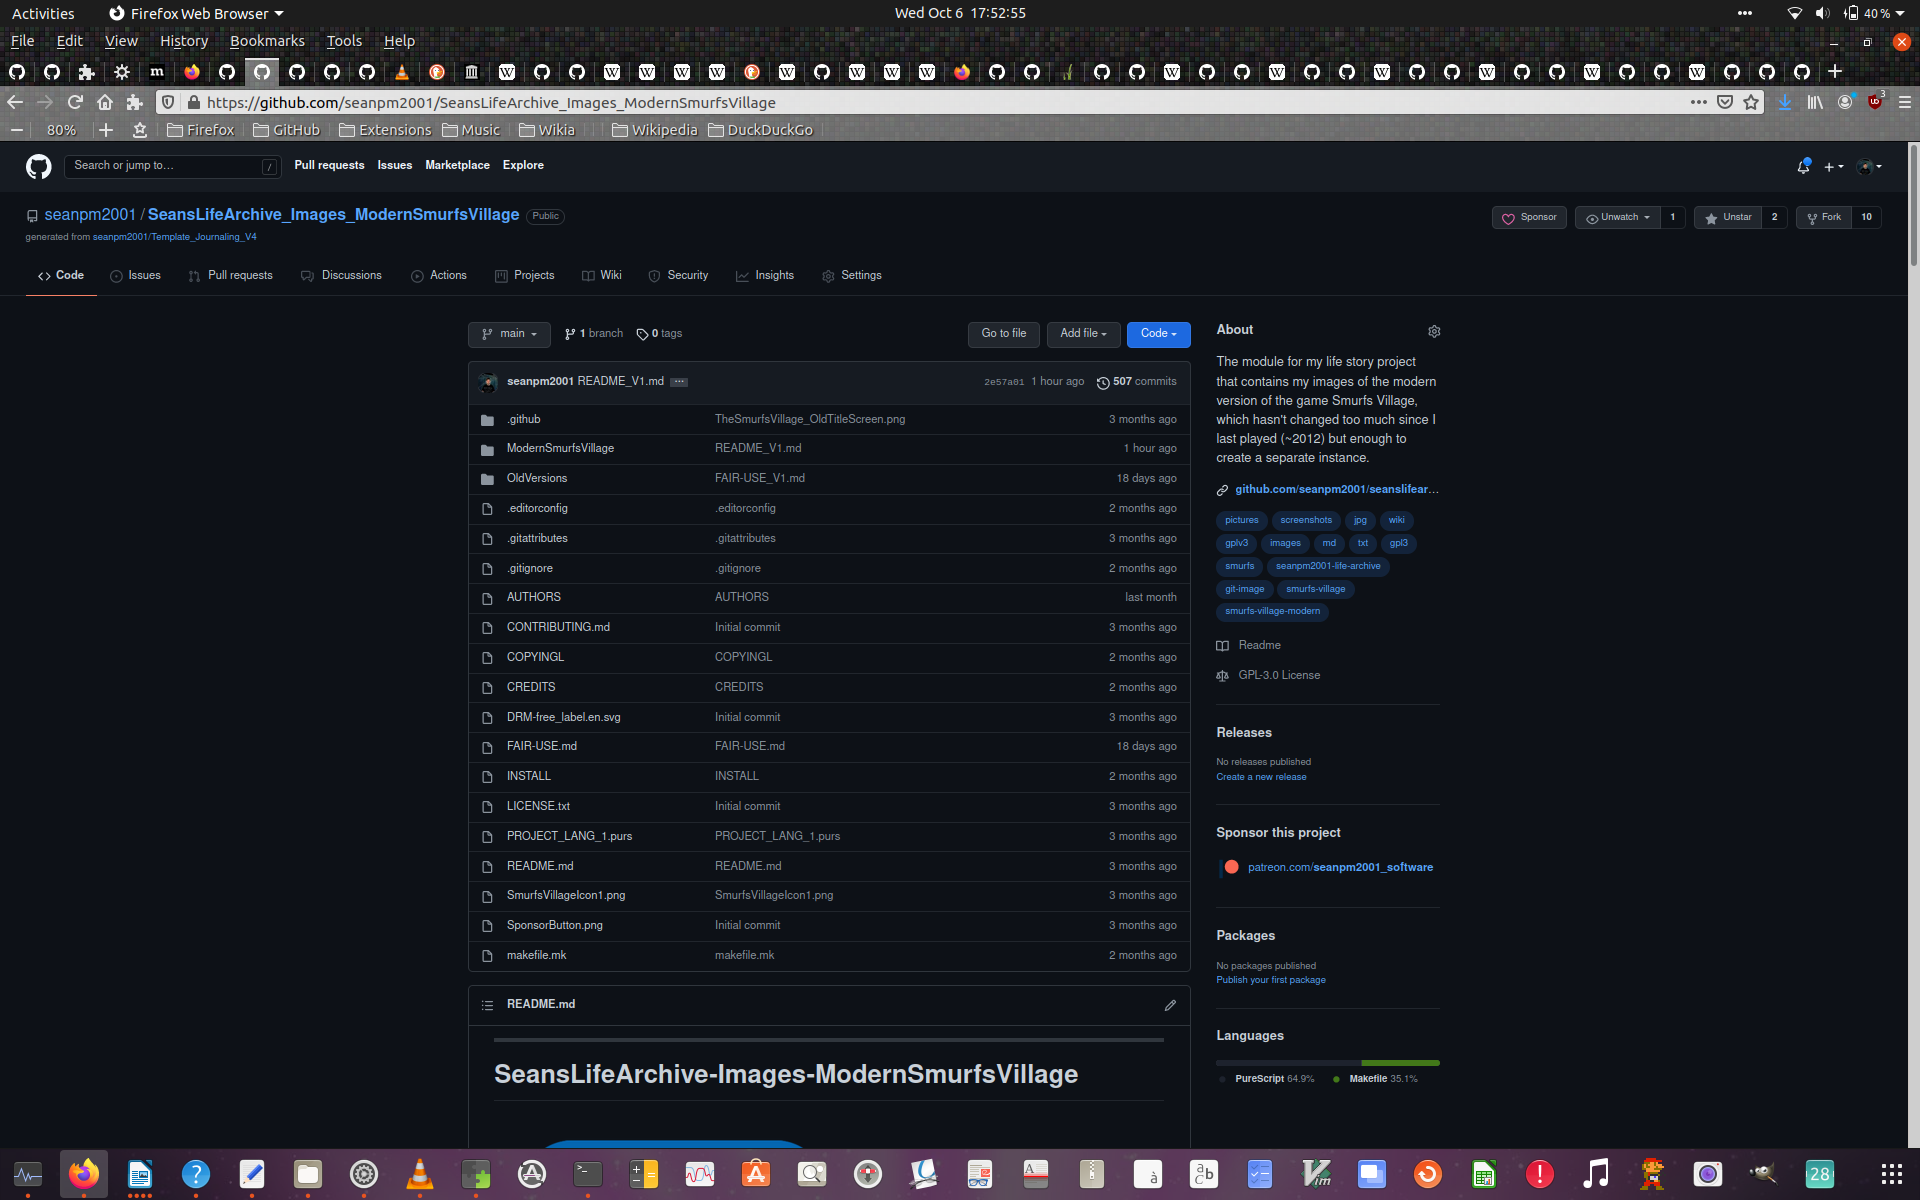 Activities Firefox Web Browser Wed Oct 6 17:52:55 40 %
File Edit View History Bookmarks Tools Help
https://github.com/seanpm2001/SeansLifeArchive_Images_ModernSmurfsVillage 3
80% Firefox GitHub Extensions Music Wikia Wikipedia DuckDuckGo
Search or jump to… / Pull requests Issues Marketplace Explore
seanpm2001 / SeansLifeArchive_Images_ModernSmurfsVillage Public Sponsor Unwatch 1 Unstar 2 Fork 10
generated from seanpm2001/Template_Journaling_V4
Code Issues Pull requests Discussions Actions Projects Wiki Security Insights Settings
main 1 branch 0 tags Go to file Add file Code
seanpm2001 README_V1.md 2e57a01 1 hour ago 507 commits
.github TheSmurfsVillage_OldTitleScreen.png 3 months ago
ModernSmurfsVillage README_V1.md 1 hour ago
OldVersions FAIR-USE_V1.md 18 days ago
.editorconfig .editorconfig 2 months ago
.gitattributes .gitattributes 3 months ago
.gitignore .gitignore 2 months ago
AUTHORS AUTHORS last month
CONTRIBUTING.md Initial commit 3 months ago
COPYINGL COPYINGL 2 months ago
CREDITS CREDITS 2 months ago
DRM-free_label.en.svg Initial commit 3 months ago
FAIR-USE.md FAIR-USE.md 18 days ago
INSTALL INSTALL 2 months ago
LICENSE.txt Initial commit 3 months ago
PROJECT_LANG_1.purs PROJECT_LANG_1.purs 3 months ago
README.md README.md 3 months ago
SmurfsVillageIcon1.png SmurfsVillageIcon1.png 3 months ago
SponsorButton.png Initial commit 3 months ago
makefile.mk makefile.mk 2 months ago
README.md
SeansLifeArchive-Images-ModernSmurfsVillage
About
The module for my life story project
that contains my images of the modern
version of the game Smurfs Village,
which hasn't changed too much since I
last played (~2012) but enough to
create a separate instance.
github.com/seanpm2001/seanslifear…
pictures screenshots jpg wiki
gplv3 images md txt gpl3
smurfs seanpm2001-life-archive
git-image smurfs-village
smurfs-village-modern
Readme
GPL-3.0 License
Releases
No releases published
Create a new release
Sponsor this project
patreon.com/seanpm2001_software
Packages
No packages published
Publish your first package
Languages
PureScript 64.9% Makefile 35.1%
28